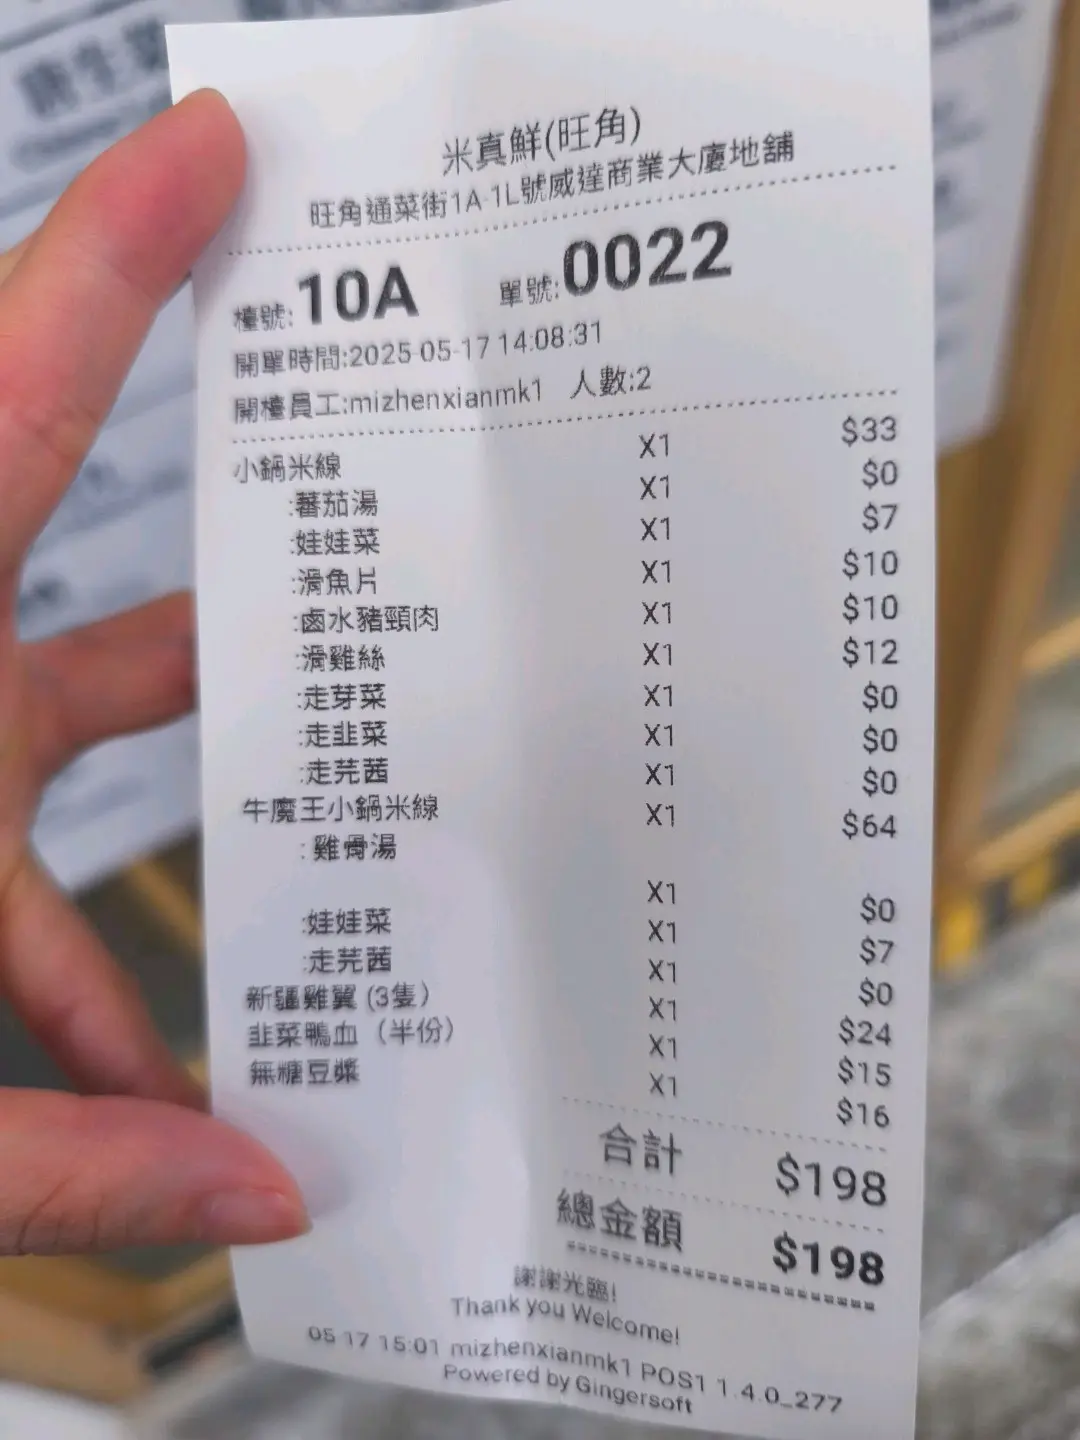 米真鮮(旺角)
旺角通菜街1A-1L號威達商業大廈地舖
檯號:10A 單號:0022
開單時間:2025-05-17 14:08:31
開檯員工:mizhenxianmk1 人數:2
小鍋米線 X1 $33
:蕃茄湯 X1 $0
:娃娃菜 X1 $7
:滑魚片 X1 $10
:鹵水豬頸肉 X1 $10
:滑雞絲 X1 $12
:走芽菜 X1 $0
:走韭菜 X1 $0
:走芫茜 X1 $0
牛魔王小鍋米線 X1 $64
:雞骨湯 X1 $0
:娃娃菜 X1 $7
:走芫茜 X1 $0
新疆雞翼 (3隻) X1 $24
韭菜鴨血（半份） X1 $15
無糖豆漿 X1 $16
合計 $198
總金額 $198
謝謝光臨!
Thank you Welcome!
05-17 15:01 mizhenxianmk1 POS1 1.4.0_277
Powered by Gingersoft